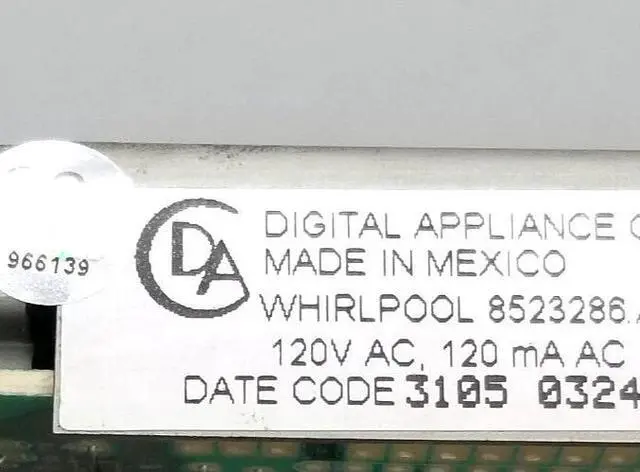 966139
DA
DIGITAL APPLIANCE
MADE IN MEXICO
WHIRLPOOL 8523286
120V AC, 120 mA AC
DATE CODE 3105 0324